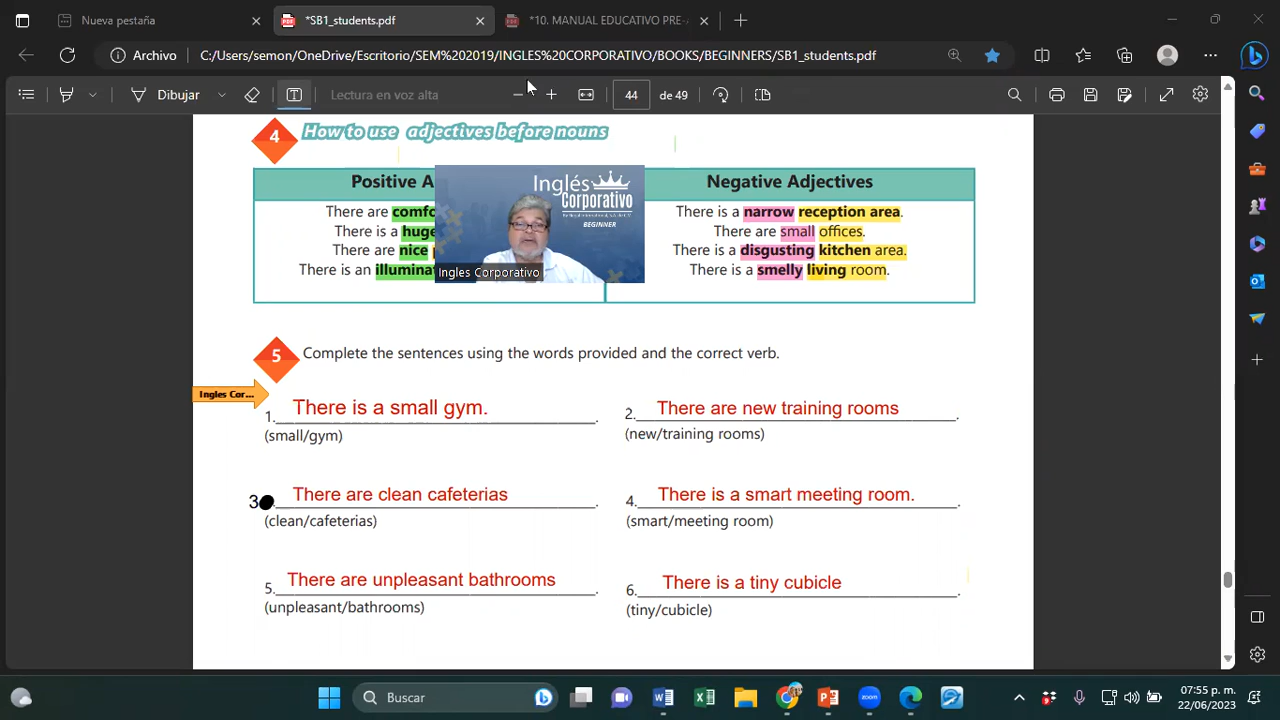 Nueva pestaña
*SB1_students.pdf
*10. MANUAL EDUCATIVO PRE-
Archivo
C:/Users/semon/OneDrive/Escritorio/SEM%202019/INGLES%20CORPORATIVO/BOOKS/BEGINNERS/SB1_students.pdf
Dibujar
Lectura en voz alta
44
de 49
4
How to use adjectives before nouns
Positive A
Negative Adjectives
There are comfo
There is a huge
There are nice
There is an illuminat
There is a narrow reception area.
There are small offices.
There is a disgusting kitchen area.
There is a smelly living room.
Inglés
Corporativo
BEGINNER
Ingles Corporativo
5
Complete the sentences using the words provided and the correct verb.
Ingles Cor...
1. There is a small gym.
(small/gym)
2. There are new training rooms.
(new/training rooms)
3 There are clean cafeterias.
(clean/cafeterias)
4. There is a smart meeting room.
(smart/meeting room)
5. There are unpleasant bathrooms.
(unpleasant/bathrooms)
6. There is a tiny cubicle.
(tiny/cubicle)
Buscar
07:55 p. m.
22/06/2023